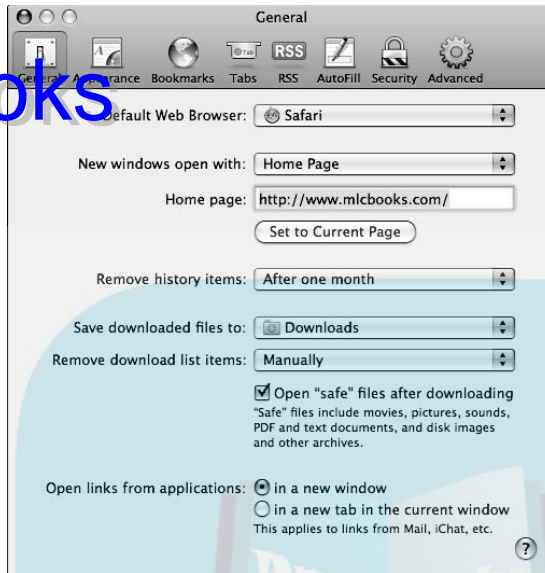 General
General Appearance Bookmarks Tabs RSS AutoFill Security Advanced
oks
Default Web Browser: Safari
New windows open with: Home Page
Home page: http://www.mlcbooks.com/
Set to Current Page
Remove history items: After one month
Save downloaded files to: Downloads
Remove download list items: Manually
Open “safe” files after downloading
“Safe” files include movies, pictures, sounds,
PDF and text documents, and disk images
and other archives.
Open links from applications: in a new window
in a new tab in the current window
This applies to links from Mail, iChat, etc.
?